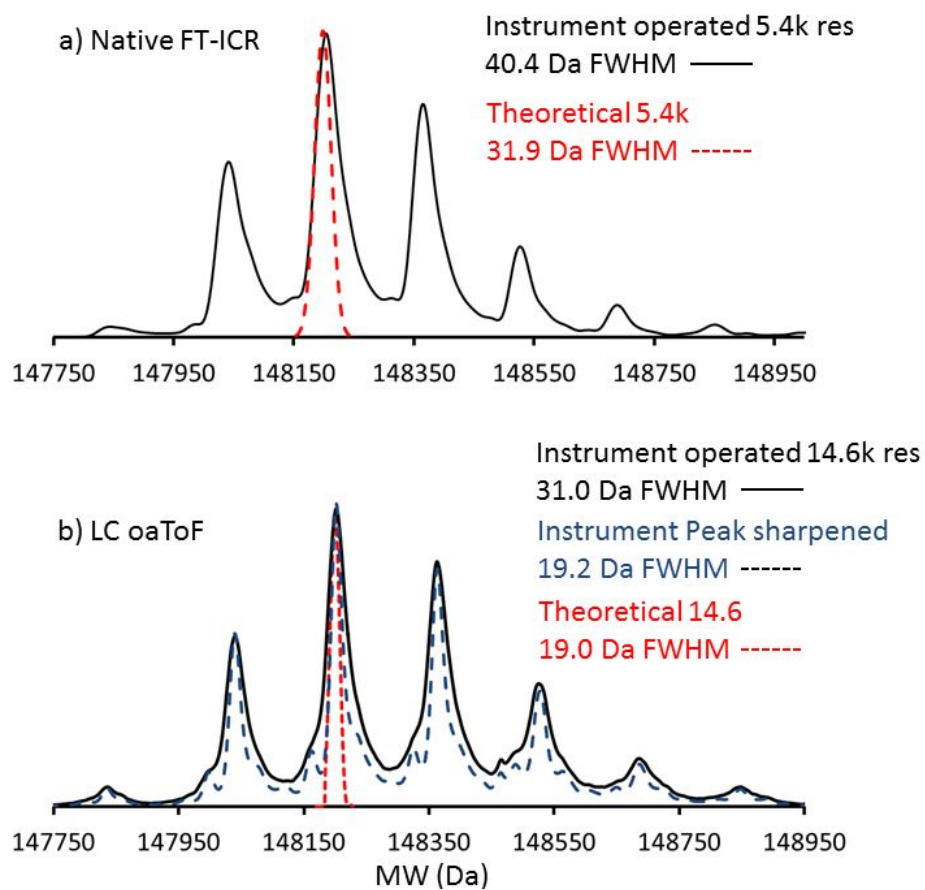 a) Native FT-ICR
Instrument operated 5.4k res
40.4 Da FWHM
Theoretical 5.4k
31.9 Da FWHM
147750 147950 148150 148350 148550 148750 148950
b) LC oaToF
Instrument operated 14.6k res
31.0 Da FWHM
Instrument Peak sharpened
19.2 Da FWHM
Theoretical 14.6
19.0 Da FWHM
147750 147950 148150 148350 148550 148750 148950
MW (Da)